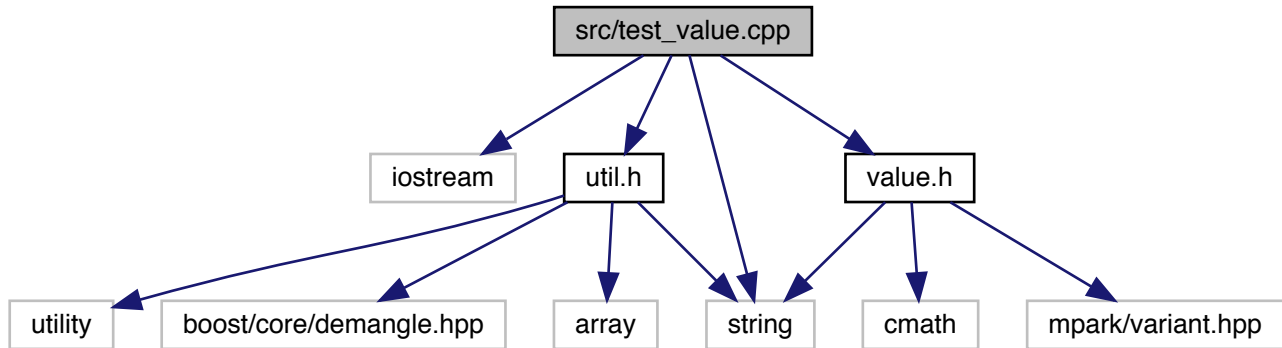 src/test_value.cpp
iostream
util.h
value.h
utility
boost/core/demangle.hpp
array
string
cmath
mpark/variant.hpp